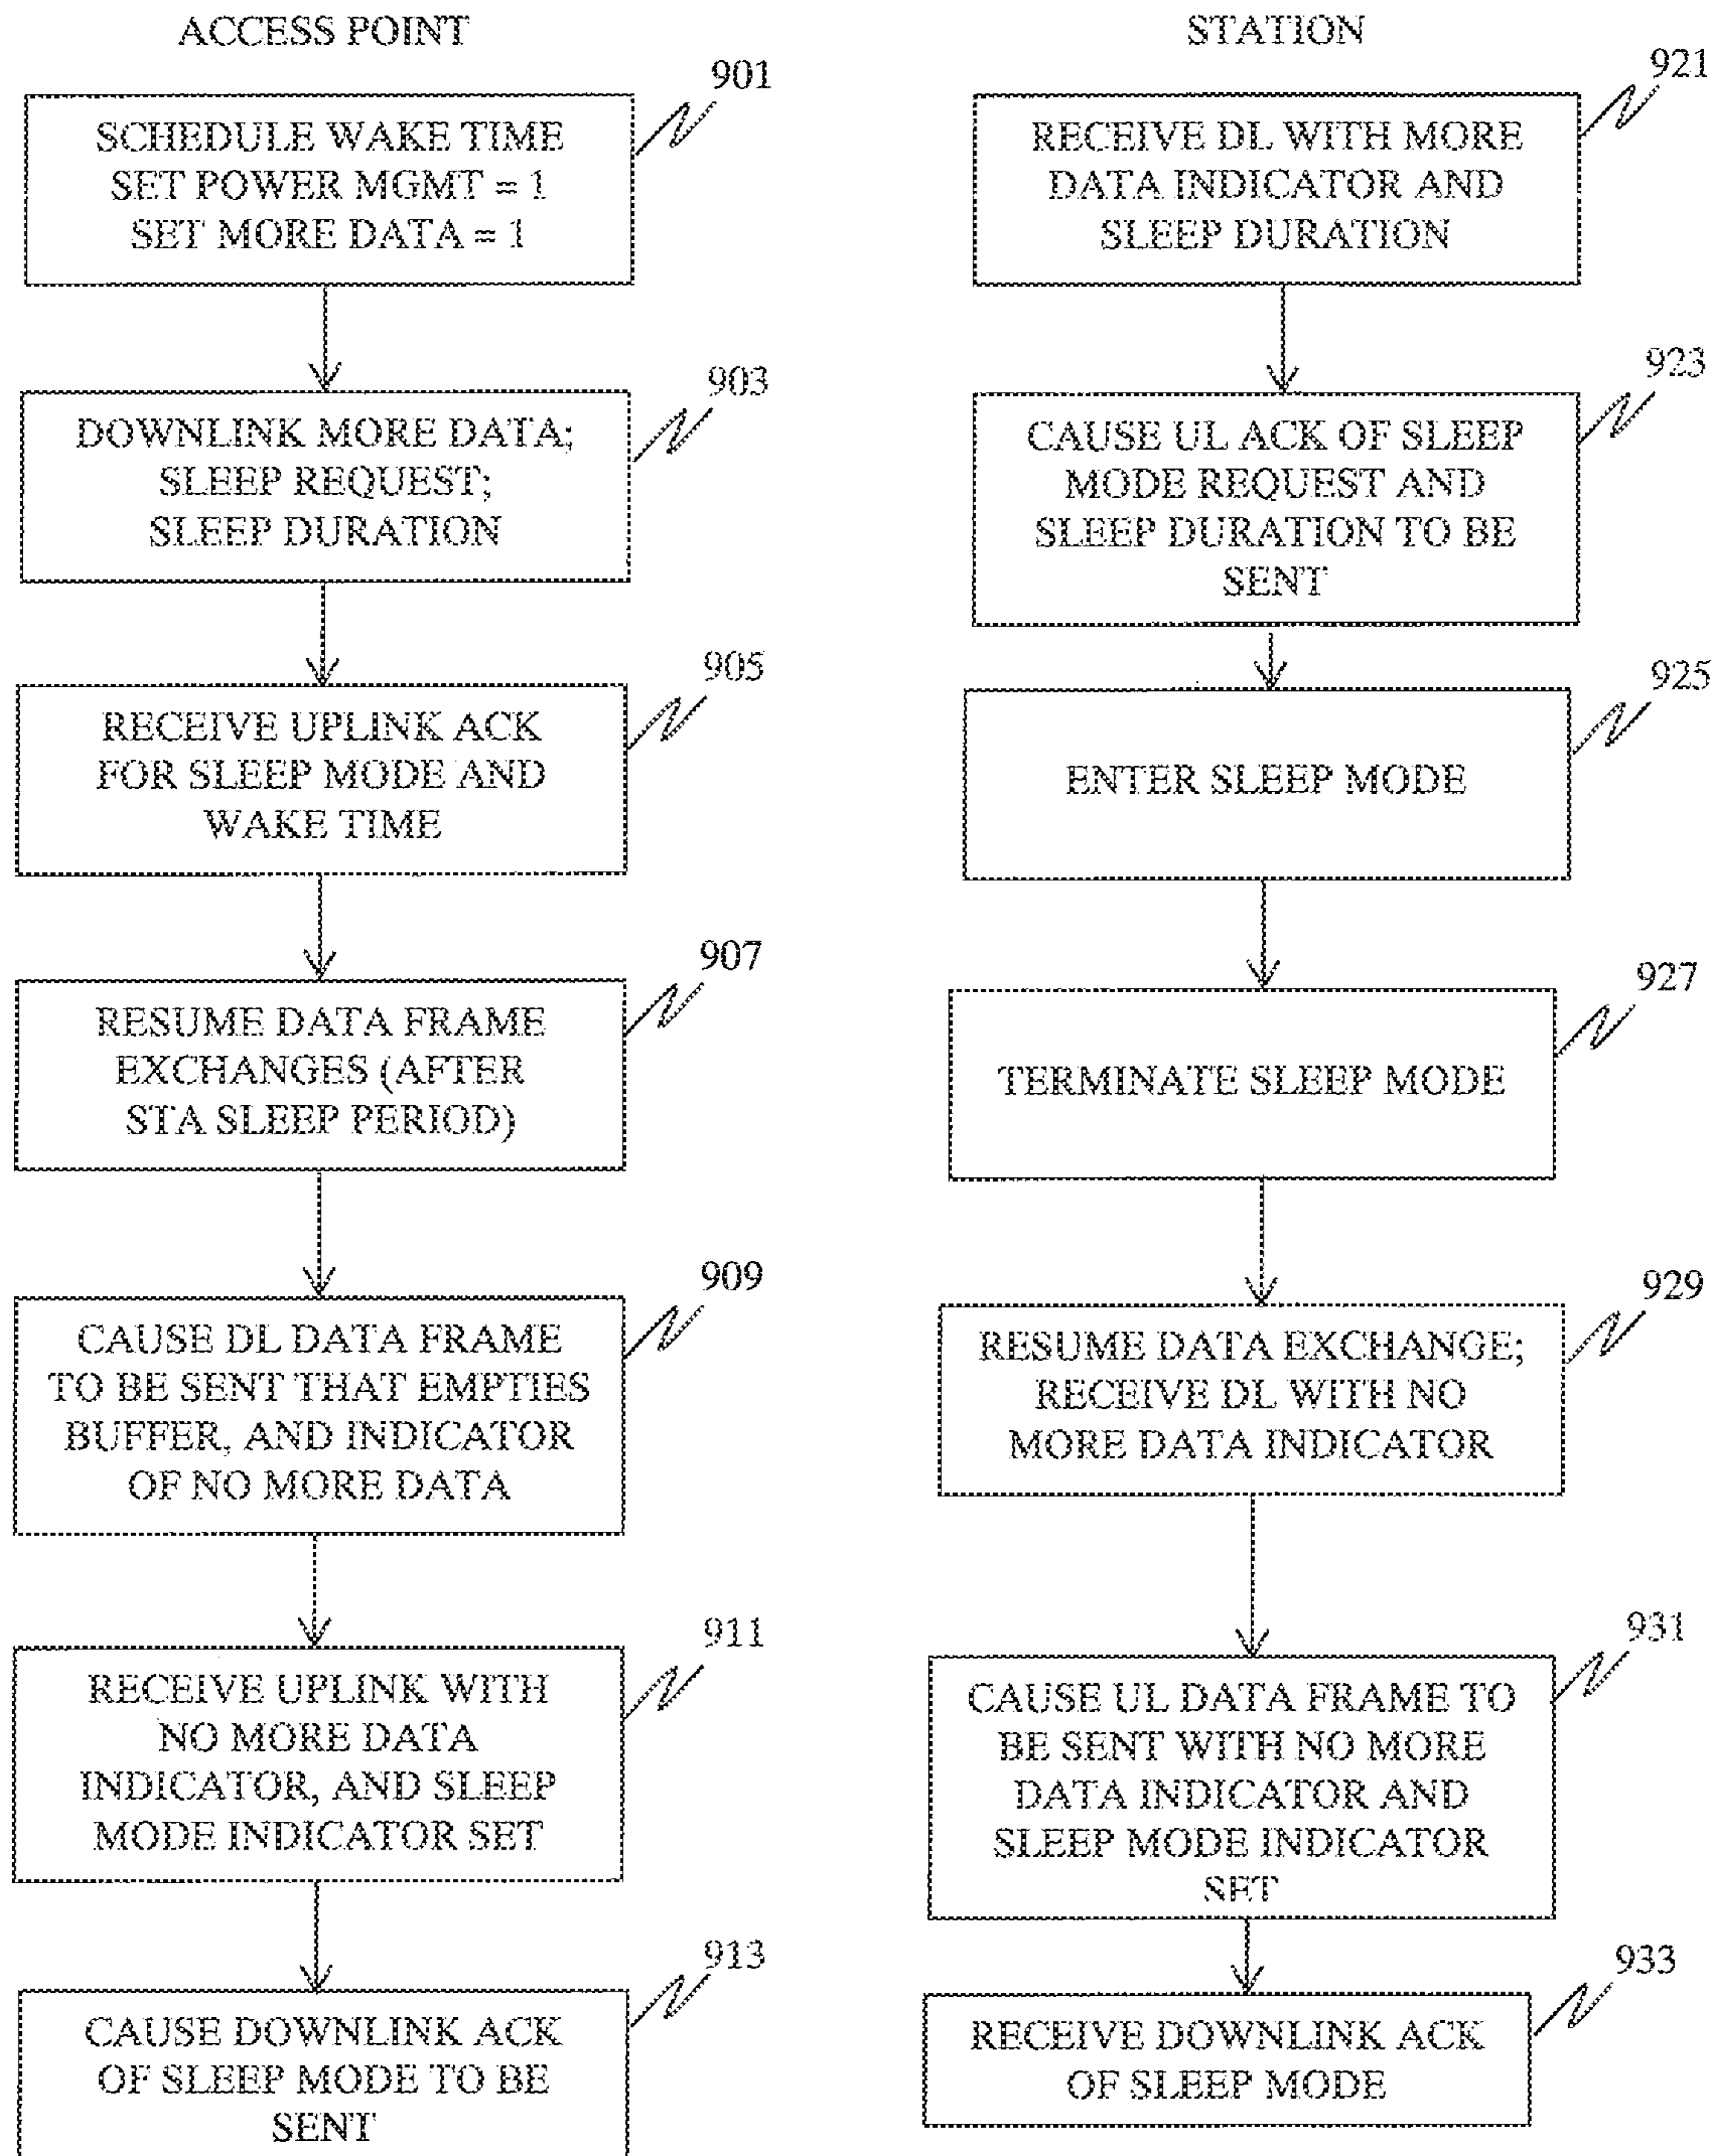 ACCESS POINT
901
SCHEDULE WAKE TIME
SET POWER MGMT = 1
SET MORE DATA = 1
903
DOWNLINK MORE DATA;
SLEEP REQUEST;
SLEEP DURATION
905
RECEIVE UPLINK ACK
FOR SLEEP MODE AND
WAKE TIME
907
RESUME DATA FRAME
EXCHANGES (AFTER
STA SLEEP PERIOD)
909
CAUSE DL DATA FRAME
TO BE SENT THAT EMPTIES
BUFFER, AND INDICATOR
OF NO MORE DATA
911
RECEIVE UPLINK WITH
NO MORE DATA
INDICATOR, AND SLEEP
MODE INDICATOR SET
913
CAUSE DOWNLINK ACK
OF SLEEP MODE TO BE
SENT
STATION
921
RECEIVE DL WITH MORE
DATA INDICATOR AND
SLEEP DURATION
923
CAUSE UL ACK OF SLEEP
MODE REQUEST AND
SLEEP DURATION TO BE
SENT
925
ENTER SLEEP MODE
927
TERMINATE SLEEP MODE
929
RESUME DATA EXCHANGE;
RECEIVE DL WITH NO
MORE DATA INDICATOR
931
CAUSE UL DATA FRAME TO
BE SENT WITH NO MORE
DATA INDICATOR AND
SLEEP MODE INDICATOR
SET
933
RECEIVE DOWNLINK ACK
OF SLEEP MODE